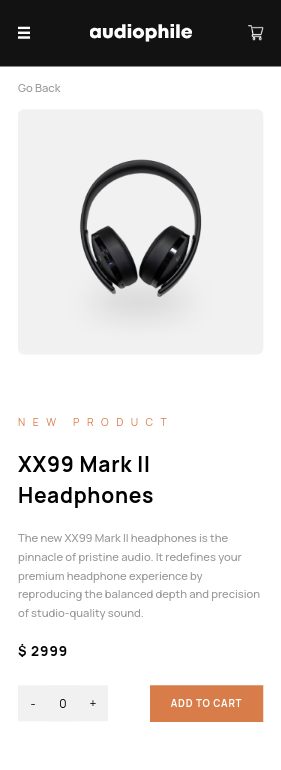 audiophile
Go Back
NEW PRODUCT
XX99 Mark II
Headphones
The new XX99 Mark II headphones is the
pinnacle of pristine audio. It redefines your
premium headphone experience by
reproducing the balanced depth and precision
of studio-quality sound.
$ 2999
- 0 + ADD TO CART